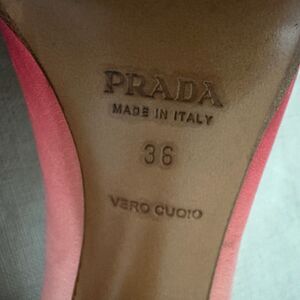 PRADA
MADE IN ITALY
36
VERO CUOIO